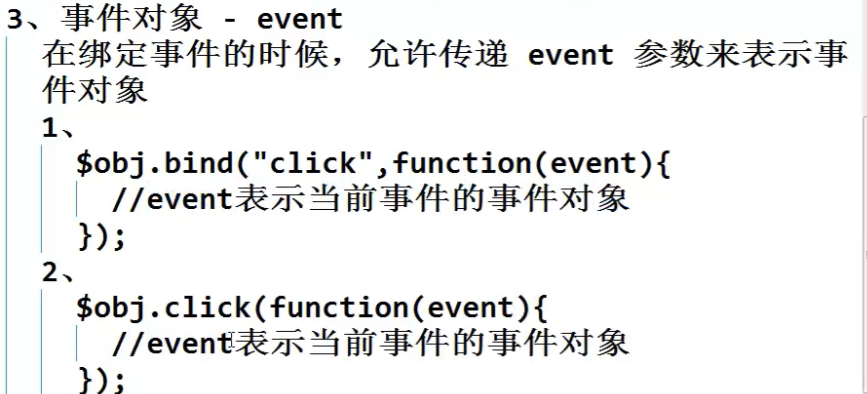 3、事件对象 - event
在绑定事件的时候，允许传递 event 参数来表示事
件对象
1、
$obj.bind("click",function(event){
//event表示当前事件的事件对象
});
2、
$obj.click(function(event){
//event表示当前事件的事件对象
});